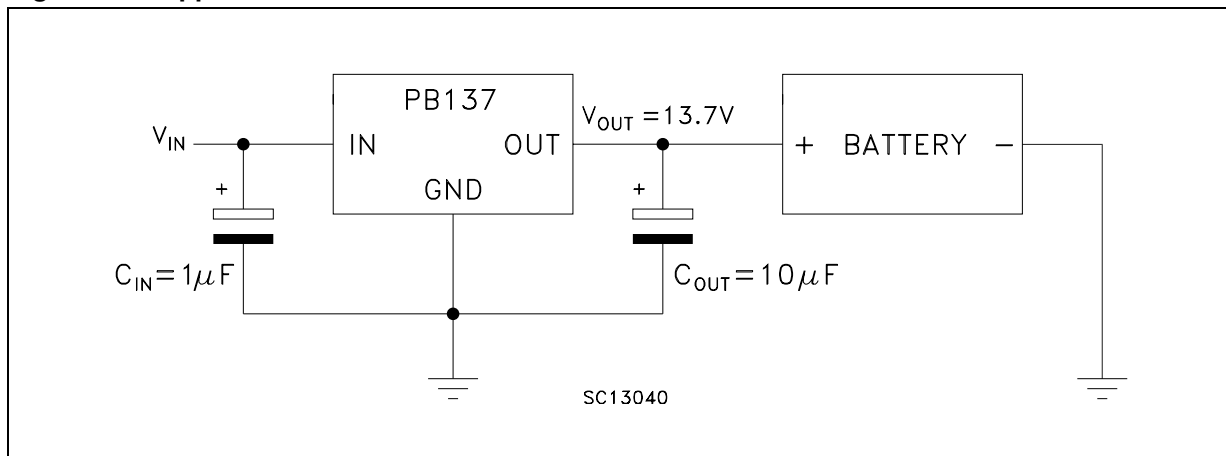 PB137
V_IN
IN
OUT
GND
V_OUT =13.7V
+ BATTERY -
+
+
C_IN=1μF
C_OUT=10μF
SC13040